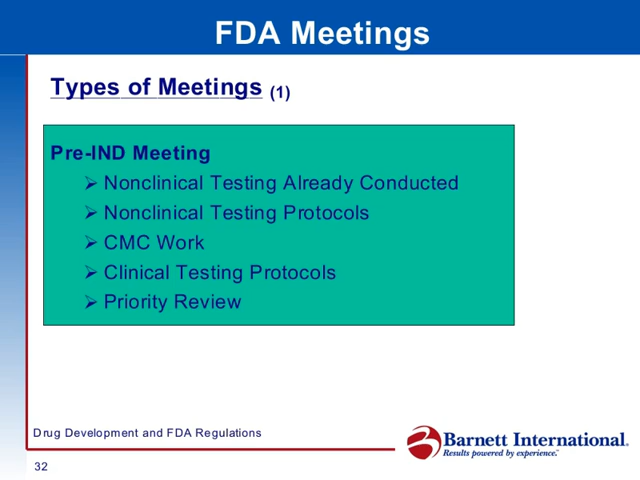 FDA Meetings
Types of Meetings (1)
Pre-IND Meeting
➢ Nonclinical Testing Already Conducted
➢ Nonclinical Testing Protocols
➢ CMC Work
➢ Clinical Testing Protocols
➢ Priority Review
Drug Development and FDA Regulations
Barnett International®
Results powered by experience.™
32